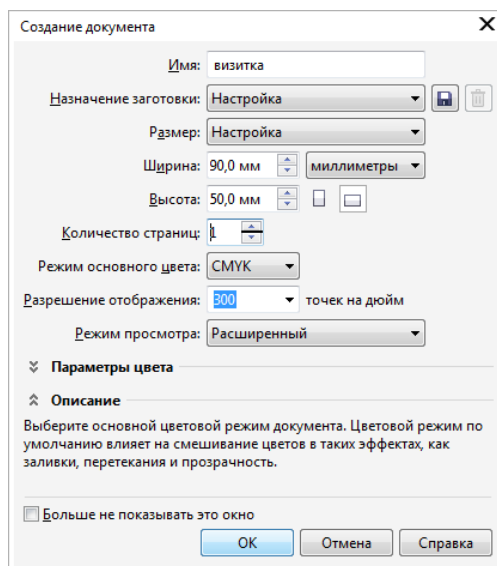 Создание документа
Имя: визитка
Назначение заготовки: Настройка
Размер: Настройка
Ширина: 90,0 мм миллиметры
Высота: 50,0 мм
Количество страниц: 1
Режим основного цвета: CMYK
Разрешение отображения: 300 точек на дюйм
Режим просмотра: Расширенный
Параметры цвета
Описание
Выберите основной цветовой режим документа. Цветовой режим по
умолчанию влияет на смешивание цветов в таких эффектах, как
заливки, перетекания и прозрачность.
Больше не показывать это окно
OK Отмена Справка